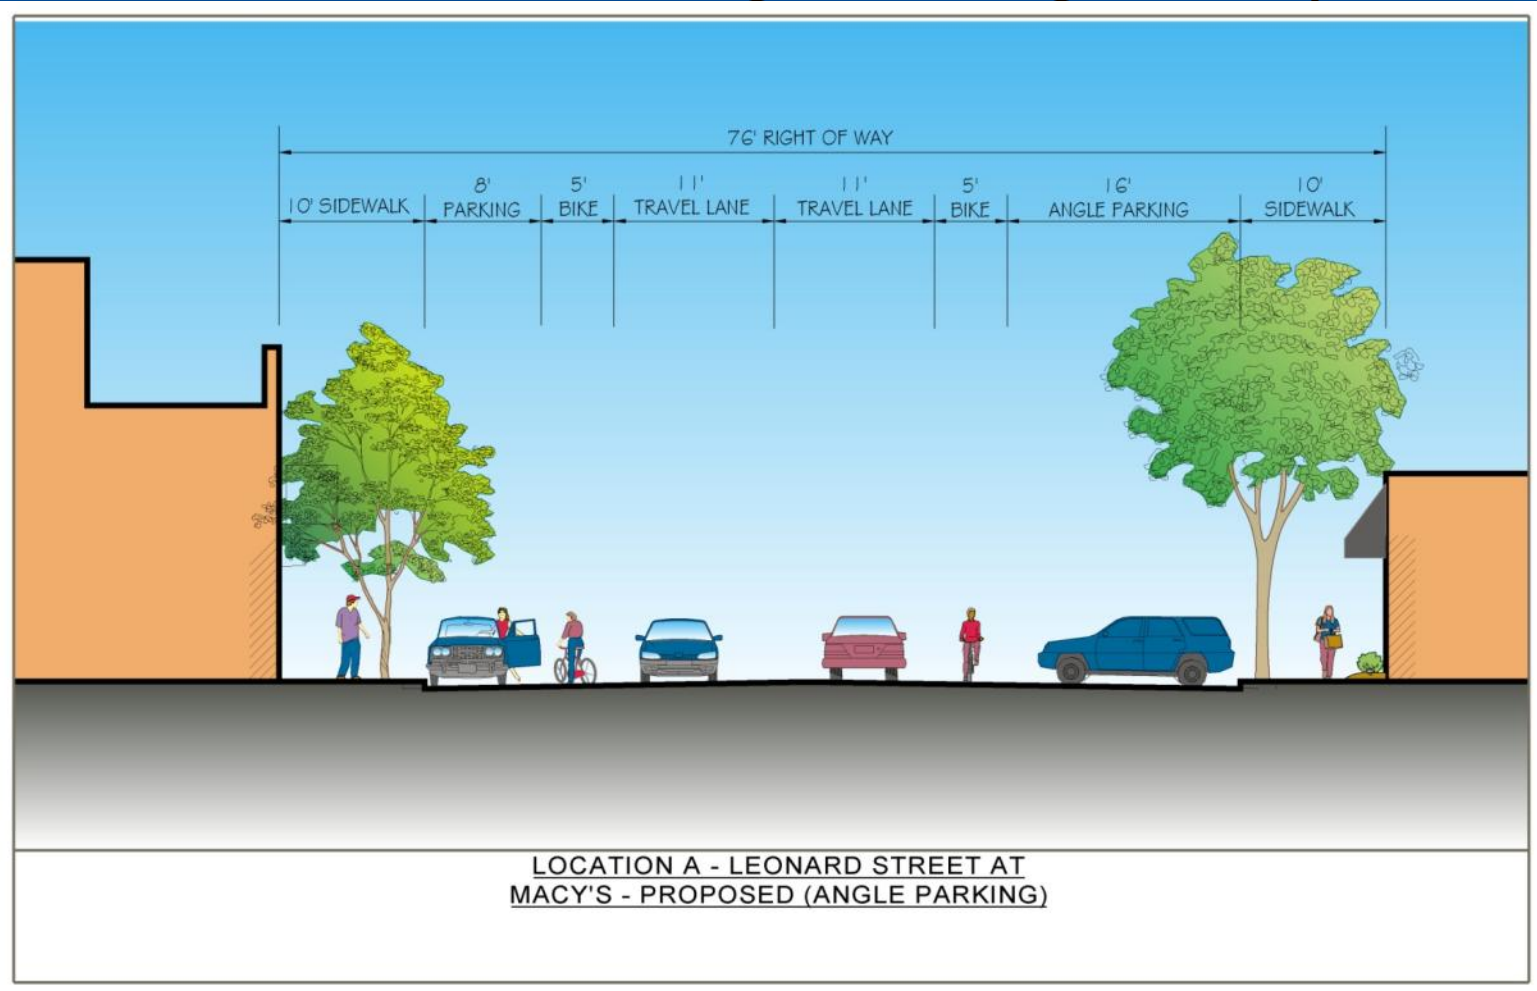 76' RIGHT OF WAY
8' 5' 11' 11' 5' 16' 10'
10' SIDEWALK PARKING BIKE TRAVEL LANE TRAVEL LANE BIKE ANGLE PARKING SIDEWALK
LOCATION A - LEONARD STREET AT
MACY'S - PROPOSED (ANGLE PARKING)